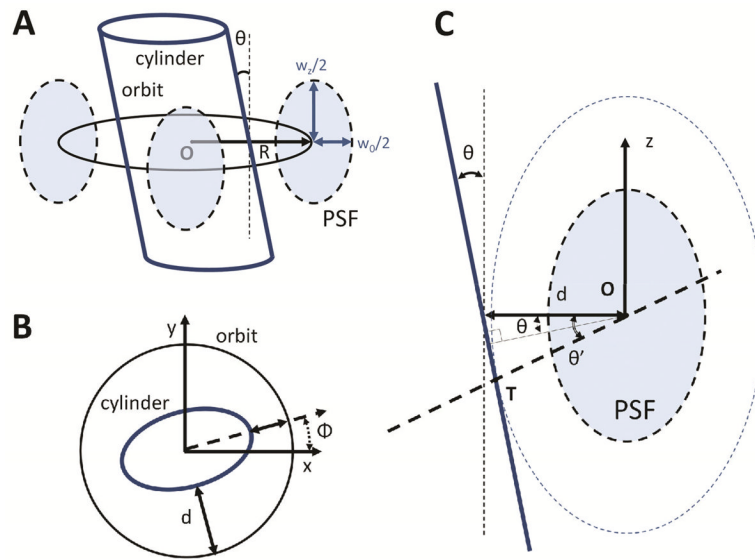 A
cylinder
orbit
θ
w_z/2
O
R
w_0/2
PSF
B
y
orbit
cylinder
Φ
x
d
C
θ
z
d
O
θ
θ'
T
PSF